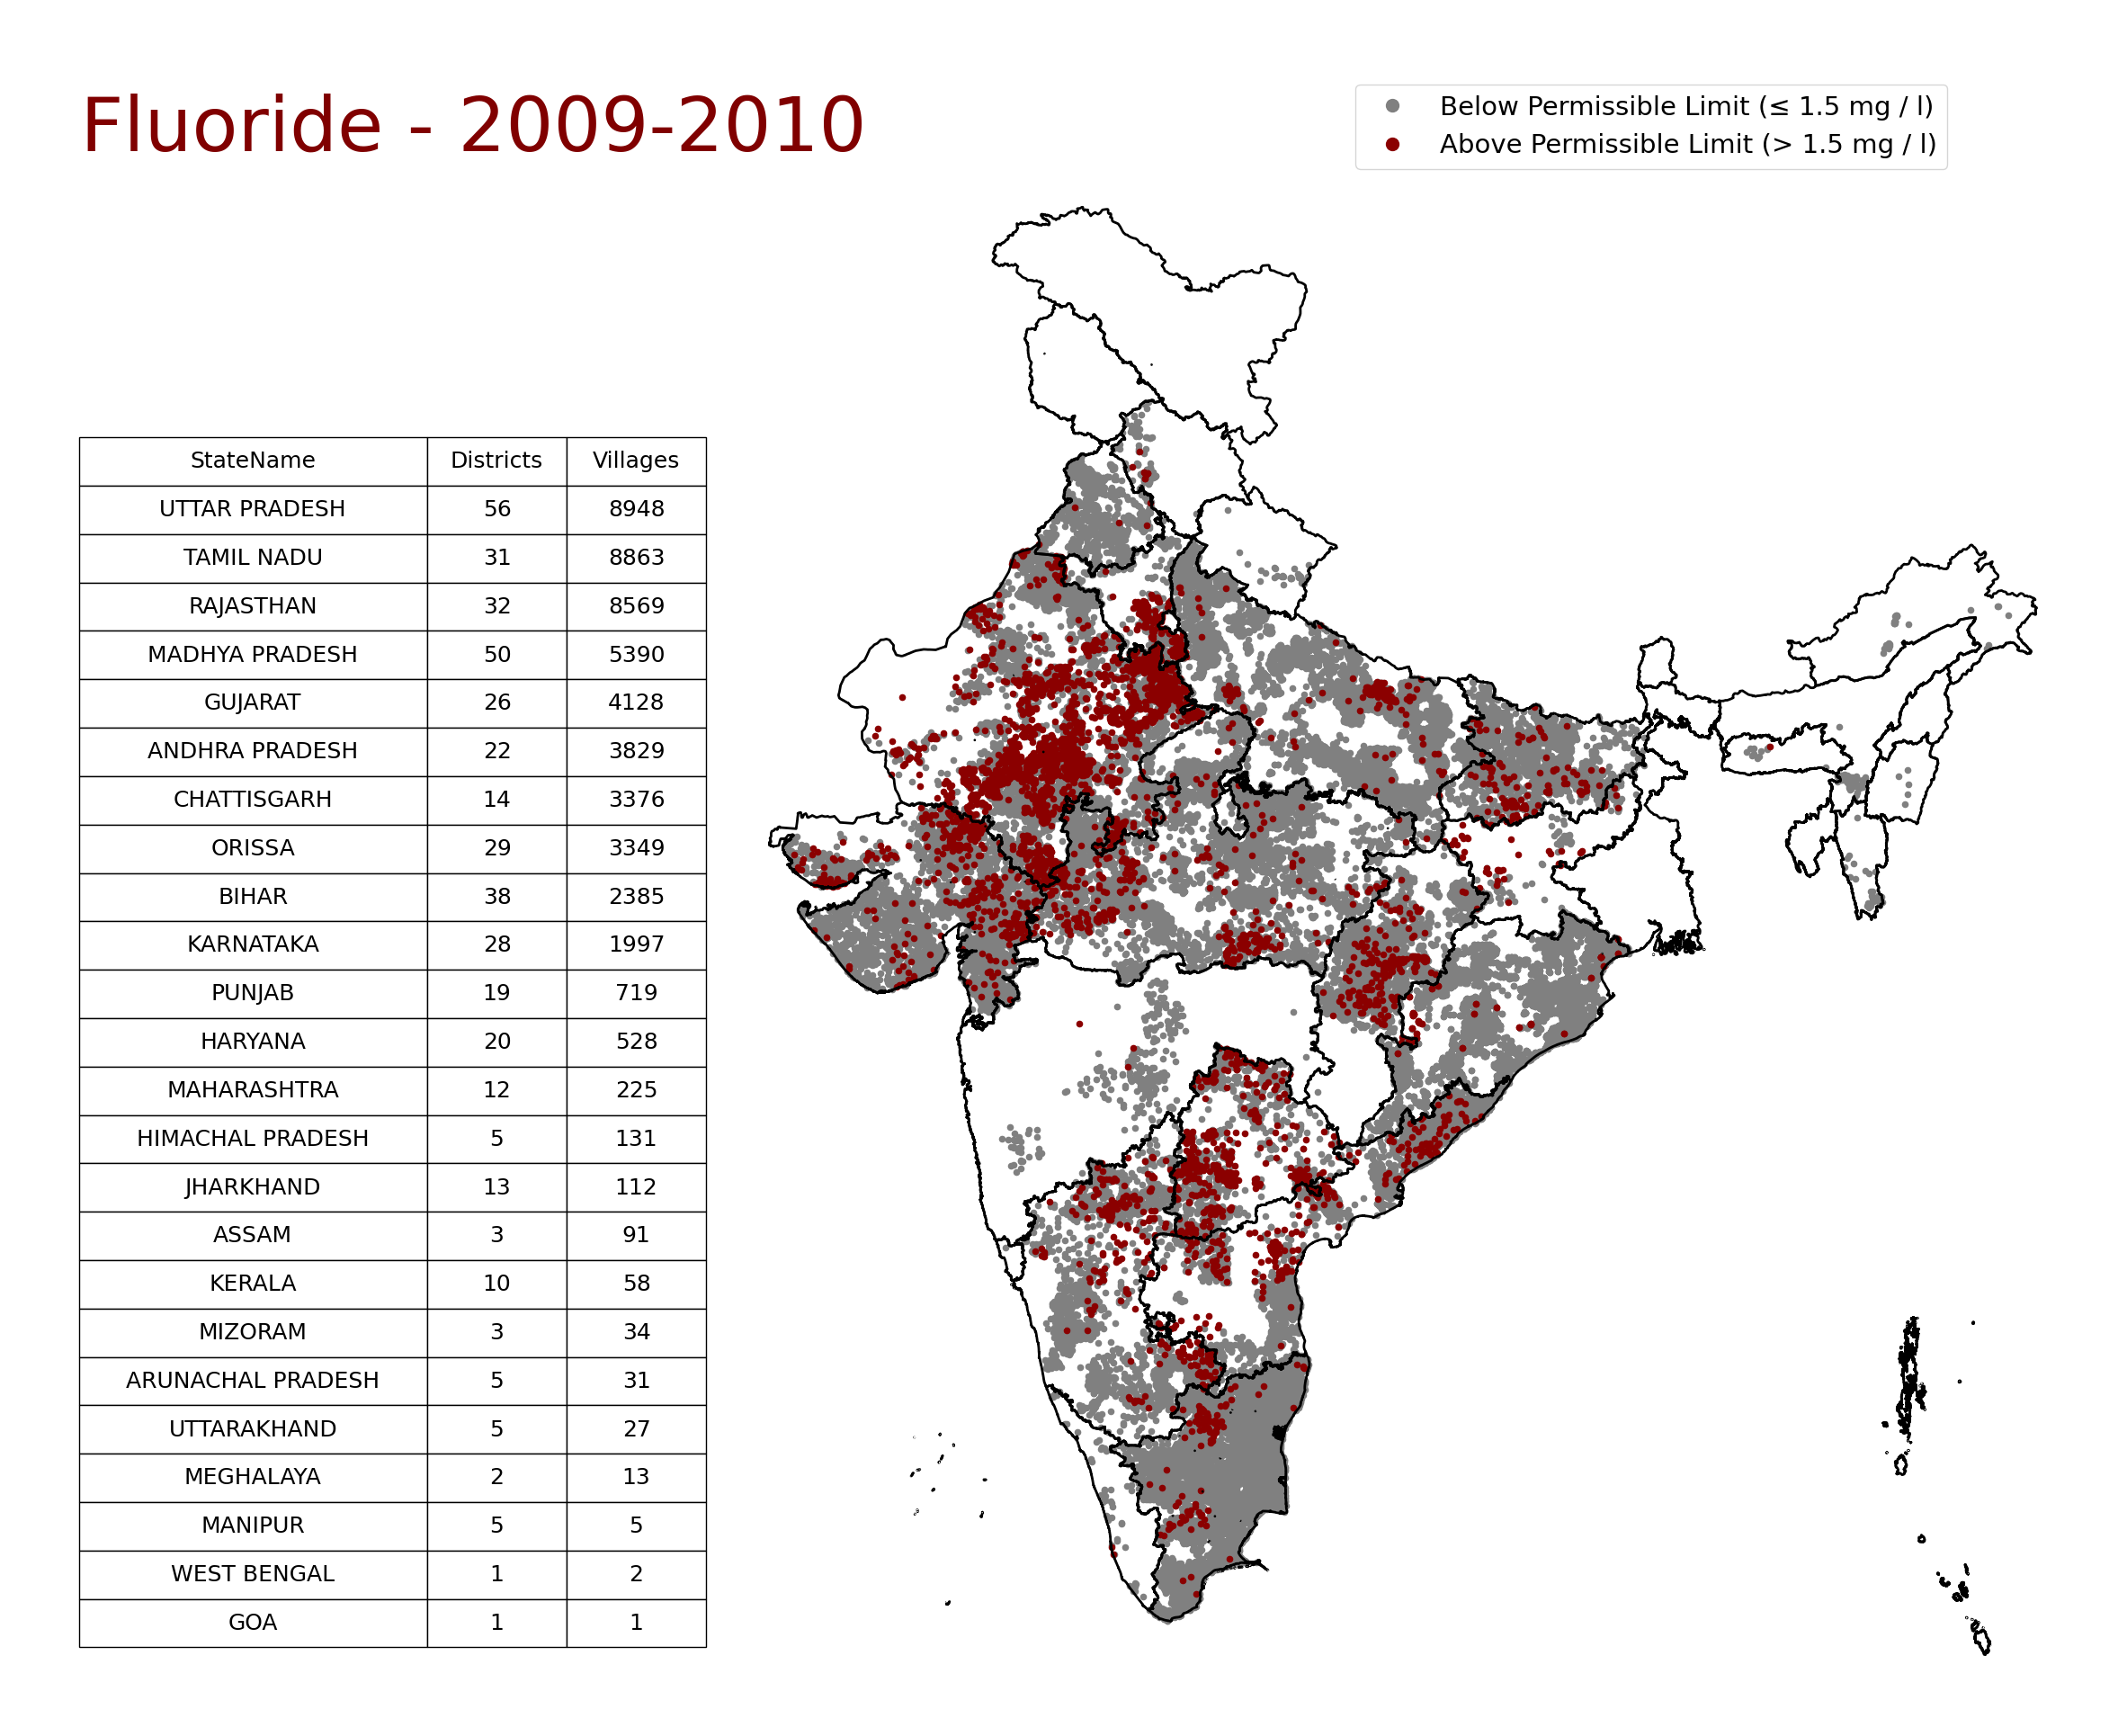 Fluoride - 2009-2010
Below Permissible Limit (≤ 1.5 mg / l)
Above Permissible Limit (> 1.5 mg / l)
StateName Districts Villages
UTTAR PRADESH 56 8948
TAMIL NADU 31 8863
RAJASTHAN 32 8569
MADHYA PRADESH 50 5390
GUJARAT 26 4128
ANDHRA PRADESH 22 3829
CHATTISGARH 14 3376
ORISSA 29 3349
BIHAR 38 2385
KARNATAKA 28 1997
PUNJAB 19 719
HARYANA 20 528
MAHARASHTRA 12 225
HIMACHAL PRADESH 5 131
JHARKHAND 13 112
ASSAM 3 91
KERALA 10 58
MIZORAM 3 34
ARUNACHAL PRADESH 5 31
UTTARAKHAND 5 27
MEGHALAYA 2 13
MANIPUR 5 5
WEST BENGAL 1 2
GOA 1 1